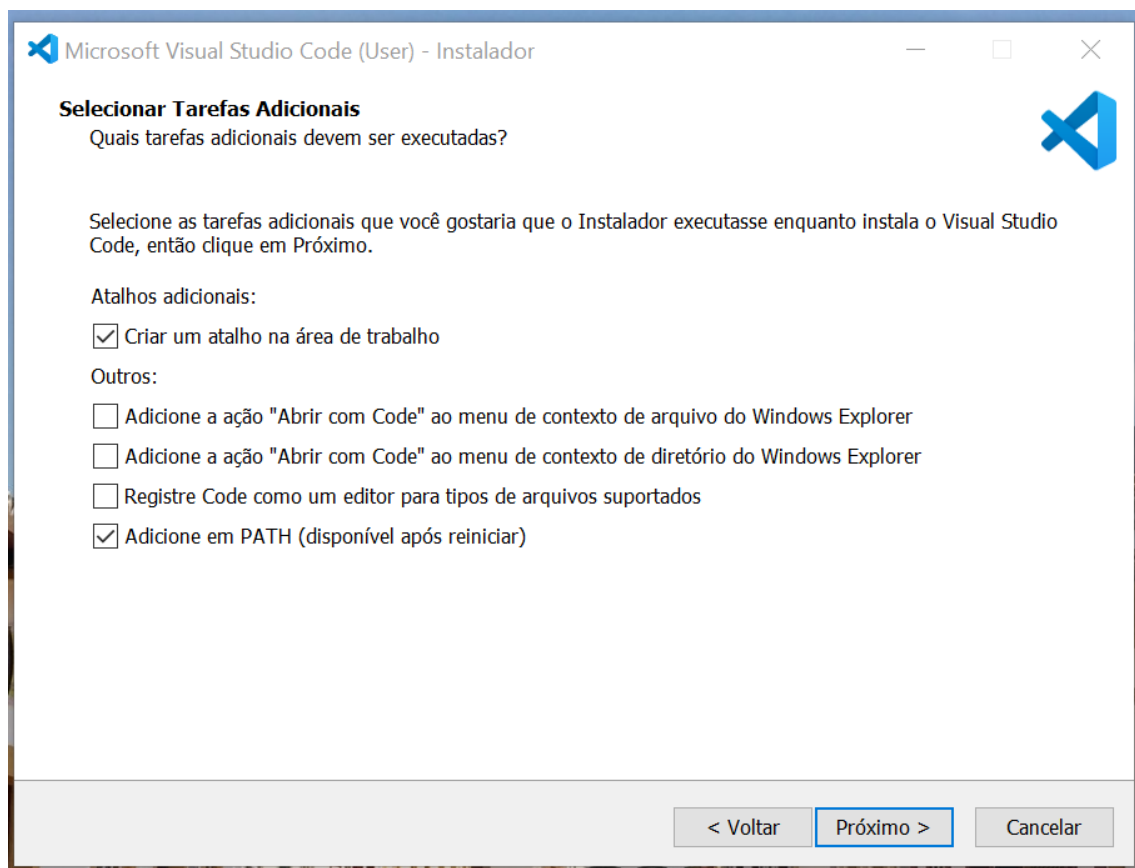 Microsoft Visual Studio Code (User) - Instalador
Selecionar Tarefas Adicionais
Quais tarefas adicionais devem ser executadas?
Selecione as tarefas adicionais que você gostaria que o Instalador executasse enquanto instala o Visual Studio
Code, então clique em Próximo.
Atalhos adicionais:
Criar um atalho na área de trabalho
Outros:
Adicione a ação "Abrir com Code" ao menu de contexto de arquivo do Windows Explorer
Adicione a ação "Abrir com Code" ao menu de contexto de diretório do Windows Explorer
Registre Code como um editor para tipos de arquivos suportados
Adicione em PATH (disponível após reiniciar)
< Voltar Próximo > Cancelar